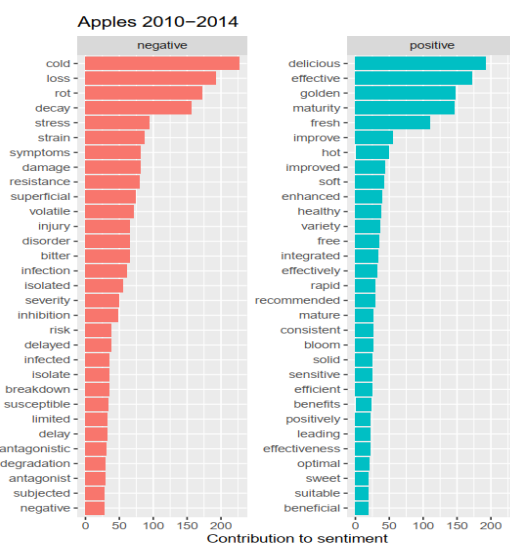 Apples 2010−2014
negative
cold
loss
rot
decay
stress
strain
symptoms
damage
resistance
superficial
volatile
injury
disorder
bitter
infection
isolated
severity
inhibition
risk
delayed
infected
isolate
breakdown
susceptible
limited
delay
antagonistic
degradation
antagonist
subjected
negative
0 50 100 150 200
positive
delicious
effective
golden
maturity
fresh
improve
hot
improved
soft
enhanced
healthy
variety
free
integrated
effectively
rapid
recommended
mature
consistent
bloom
solid
sensitive
efficient
benefits
positively
leading
effectiveness
optimal
sweet
suitable
beneficial
0 50 100 150 200
Contribution to sentiment